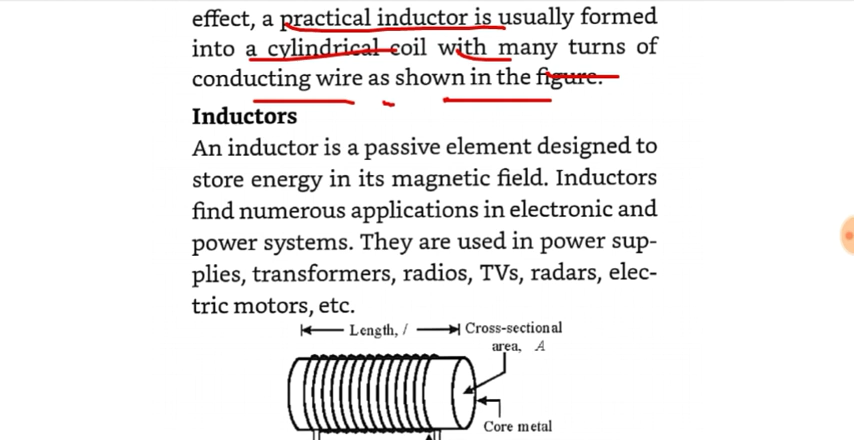 effect, a practical inductor is usually formed
into a cylindrical coil with many turns of
conducting wire as shown in the figure.
Inductors
An inductor is a passive element designed to
store energy in its magnetic field. Inductors
find numerous applications in electronic and
power systems. They are used in power sup-
plies, transformers, radios, TVs, radars, elec-
tric motors, etc.
Length, l
Cross-sectional
area, A
Core metal